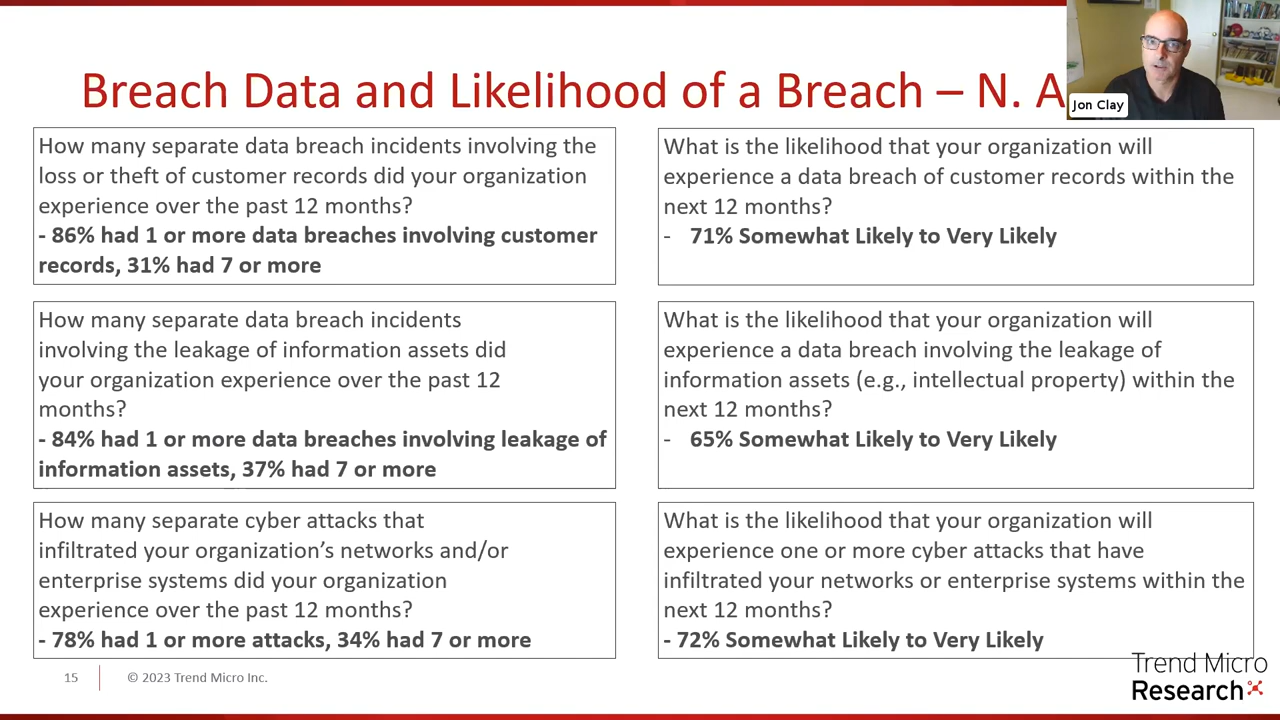 Breach Data and Likelihood of a Breach – N. A
Jon Clay
How many separate data breach incidents involving the
loss or theft of customer records did your organization
experience over the past 12 months?
- 86% had 1 or more data breaches involving customer
records, 31% had 7 or more
What is the likelihood that your organization will
experience a data breach of customer records within the
next 12 months?
- 71% Somewhat Likely to Very Likely
How many separate data breach incidents
involving the leakage of information assets did
your organization experience over the past 12
months?
- 84% had 1 or more data breaches involving leakage of
information assets, 37% had 7 or more
What is the likelihood that your organization will
experience a data breach involving the leakage of
information assets (e.g., intellectual property) within the
next 12 months?
- 65% Somewhat Likely to Very Likely
How many separate cyber attacks that
infiltrated your organization’s networks and/or
enterprise systems did your organization
experience over the past 12 months?
- 78% had 1 or more attacks, 34% had 7 or more
What is the likelihood that your organization will
experience one or more cyber attacks that have
infiltrated your networks or enterprise systems within the
next 12 months?
- 72% Somewhat Likely to Very Likely
15
© 2023 Trend Micro Inc.
Trend Micro
Research